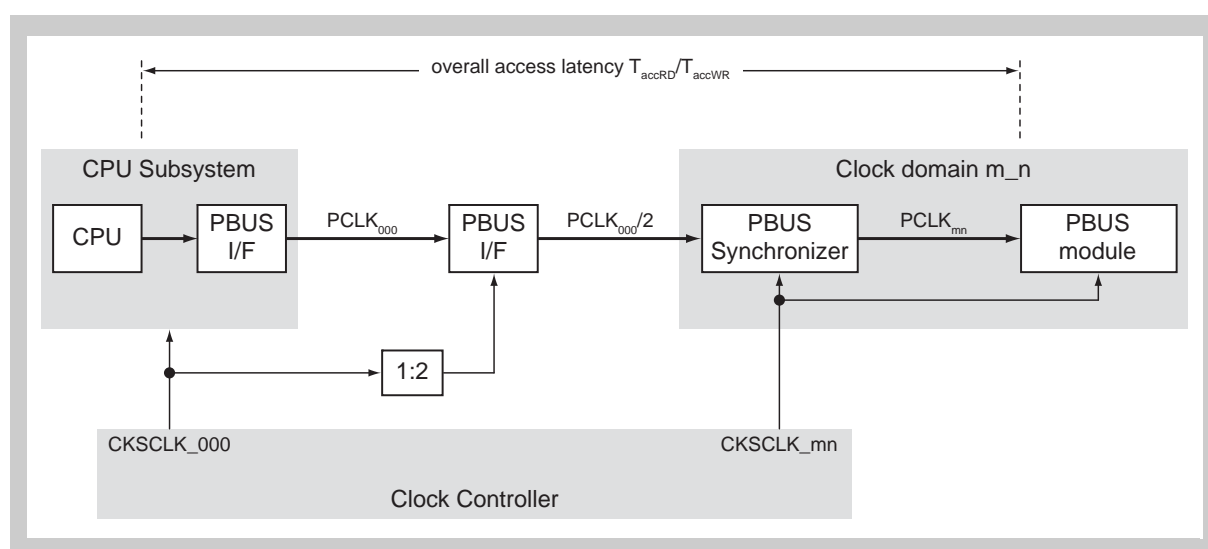 overall access latency TaccRD/TaccWR
CPU Subsystem
Clock domain m_n
CPU
PBUS
I/F
PCLK000
PBUS
I/F
PCLK000/2
PBUS
Synchronizer
PCLKmn
PBUS
module
1:2
CKSCLK_000
CKSCLK_mn
Clock Controller